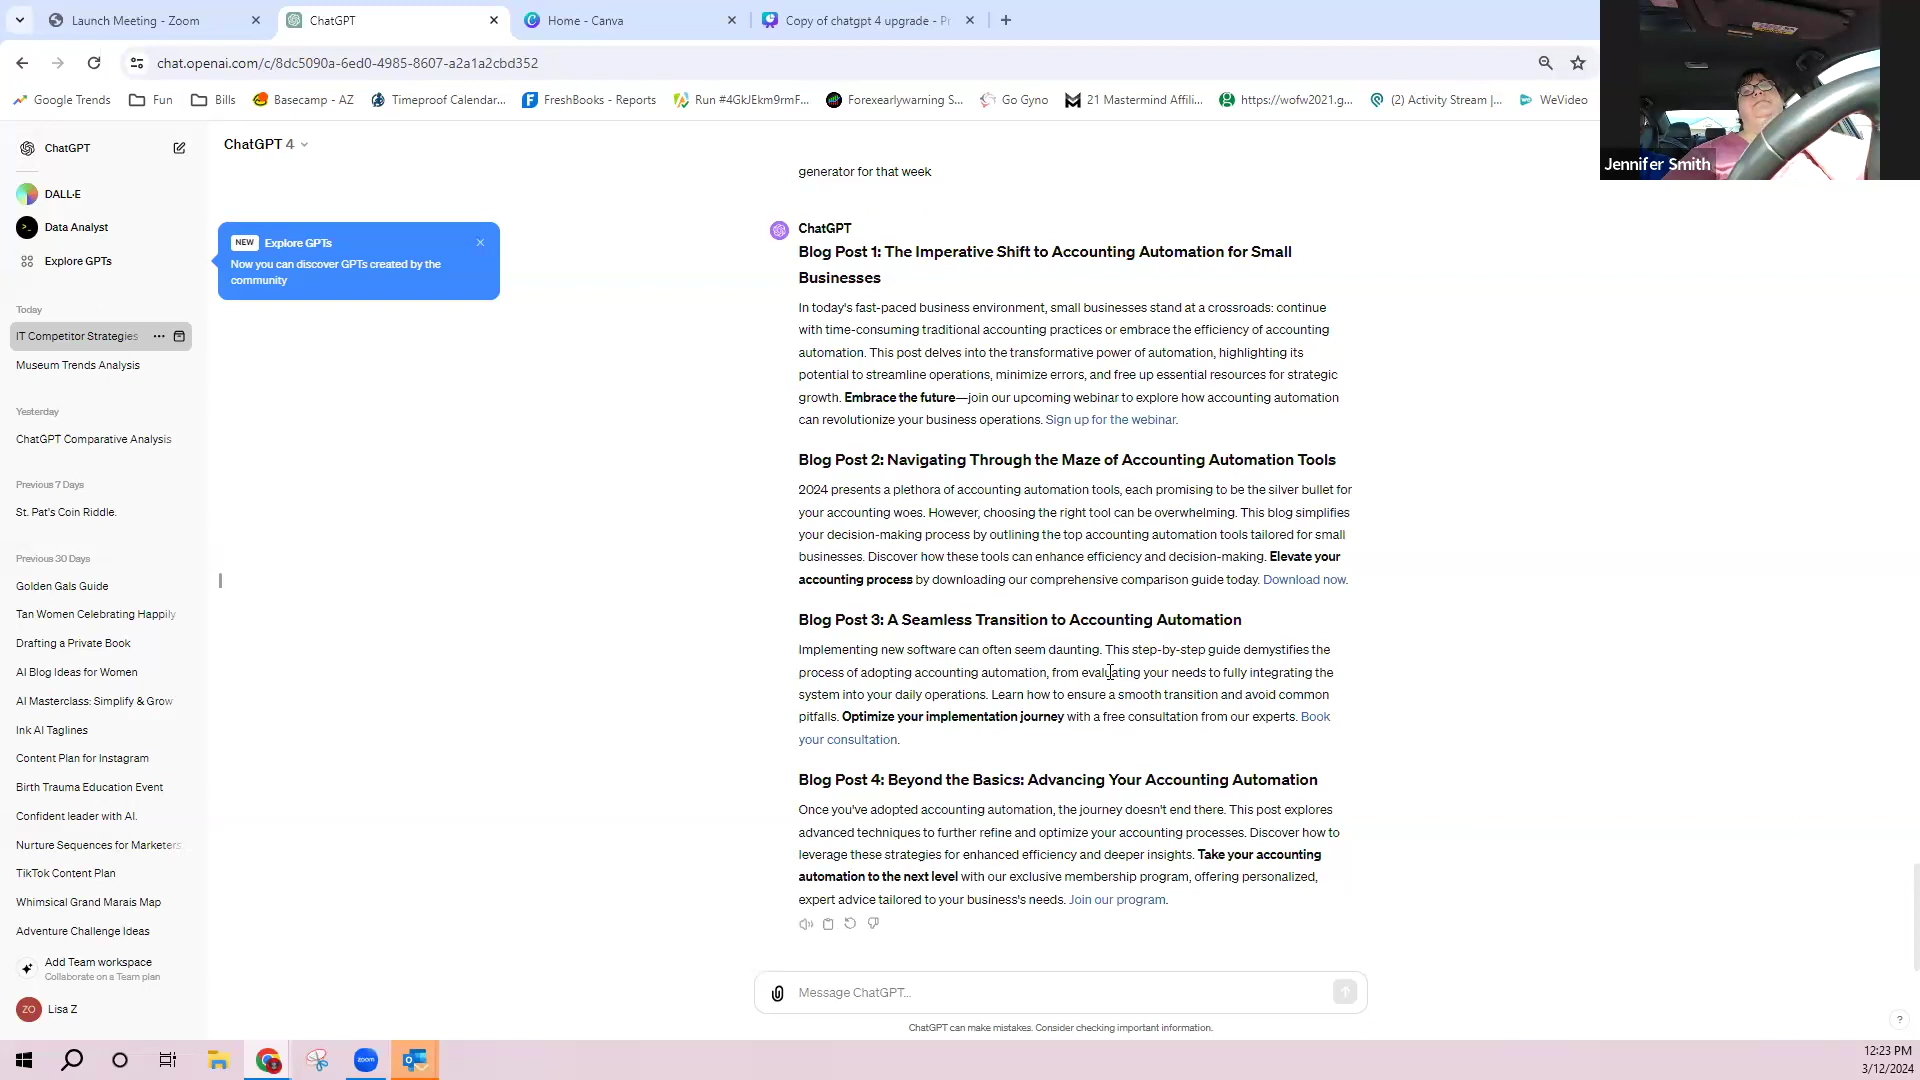 Launch Meeting - Zoom
ChatGPT
Home - Canva
Copy of chatgpt 4 upgrade - Pr
chat.openai.com/c/8dc5090a-6ed0-4985-8607-a2a1a2cbd352
Google Trends
Fun
Bills
Basecamp - AZ
Timeproof Calendar...
FreshBooks - Reports
Run #4GkJEkm9rmF...
Forexearlywarning S...
Go Gyno
21 Mastermind Affili...
https://wofw2021.g...
(2) Activity Stream |...
WeVideo
Jennifer Smith
ChatGPT
DALL·E
Data Analyst
Explore GPTs
Today
IT Competitor Strategies
Museum Trends Analysis
Yesterday
ChatGPT Comparative Analysis
Previous 7 Days
St. Pat's Coin Riddle.
Previous 30 Days
Golden Gals Guide
Tan Women Celebrating Happily
Drafting a Private Book
AI Blog Ideas for Women
AI Masterclass: Simplify & Grow
Ink AI Taglines
Content Plan for Instagram
Birth Trauma Education Event
Confident leader with AI.
Nurture Sequences for Marketers
TikTok Content Plan
Whimsical Grand Marais Map
Adventure Challenge Ideas
Add Team workspace
Collaborate on a Team plan
ZO Lisa Z
ChatGPT 4
NEW Explore GPTs
Now you can discover GPTs created by the
community
generator for that week
ChatGPT
Blog Post 1: The Imperative Shift to Accounting Automation for Small
Businesses
In today's fast-paced business environment, small businesses stand at a crossroads: continue
with time-consuming traditional accounting practices or embrace the efficiency of accounting
automation. This post delves into the transformative power of automation, highlighting its
potential to streamline operations, minimize errors, and free up essential resources for strategic
growth. Embrace the future—join our upcoming webinar to explore how accounting automation
can revolutionize your business operations. Sign up for the webinar.
Blog Post 2: Navigating Through the Maze of Accounting Automation Tools
2024 presents a plethora of accounting automation tools, each promising to be the silver bullet for
your accounting woes. However, choosing the right tool can be overwhelming. This blog simplifies
your decision-making process by outlining the top accounting automation tools tailored for small
businesses. Discover how these tools can enhance efficiency and decision-making. Elevate your
accounting process by downloading our comprehensive comparison guide today. Download now.
Blog Post 3: A Seamless Transition to Accounting Automation
Implementing new software can often seem daunting. This step-by-step guide demystifies the
process of adopting accounting automation, from evaluating your needs to fully integrating the
system into your daily operations. Learn how to ensure a smooth transition and avoid common
pitfalls. Optimize your implementation journey with a free consultation from our experts. Book
your consultation.
Blog Post 4: Beyond the Basics: Advancing Your Accounting Automation
Once you've adopted accounting automation, the journey doesn't end there. This post explores
advanced techniques to further refine and optimize your accounting processes. Discover how to
leverage these strategies for enhanced efficiency and deeper insights. Take your accounting
automation to the next level with our exclusive membership program, offering personalized,
expert advice tailored to your business's needs. Join our program.
Message ChatGPT...
ChatGPT can make mistakes. Consider checking important information.
?
zoom
12:23 PM
3/12/2024